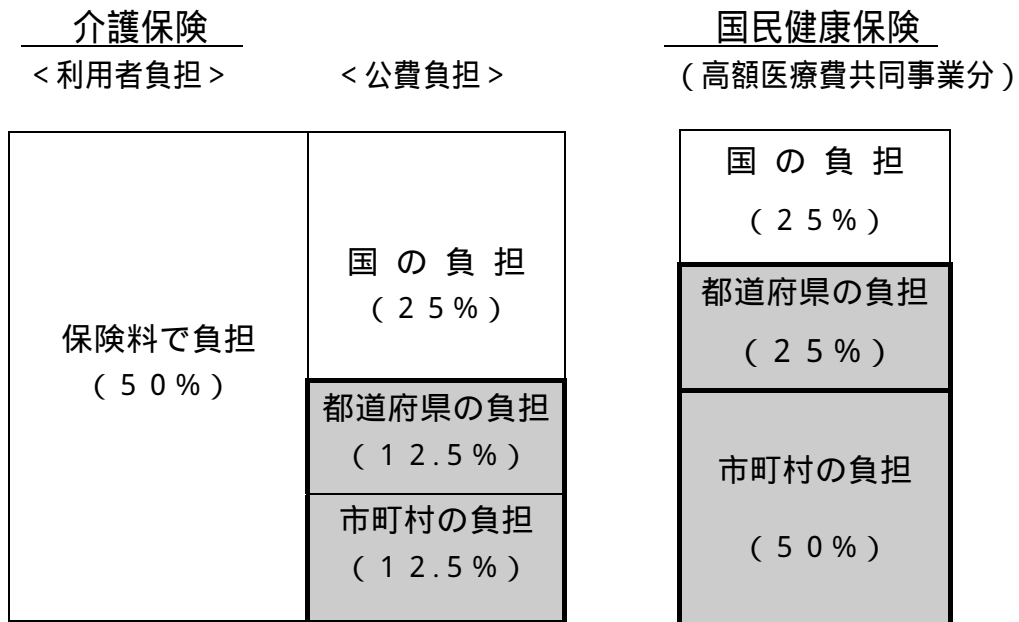 介護保険
<利用者負担>
<公費負担>
保険料で負担
(50%)
国の負担
(25%)
都道府県の負担
(12.5%)
市町村の負担
(12.5%)
国民健康保険
(高額医療費共同事業分)
国の負担
(25%)
都道府県の負担
(25%)
市町村の負担
(50%)